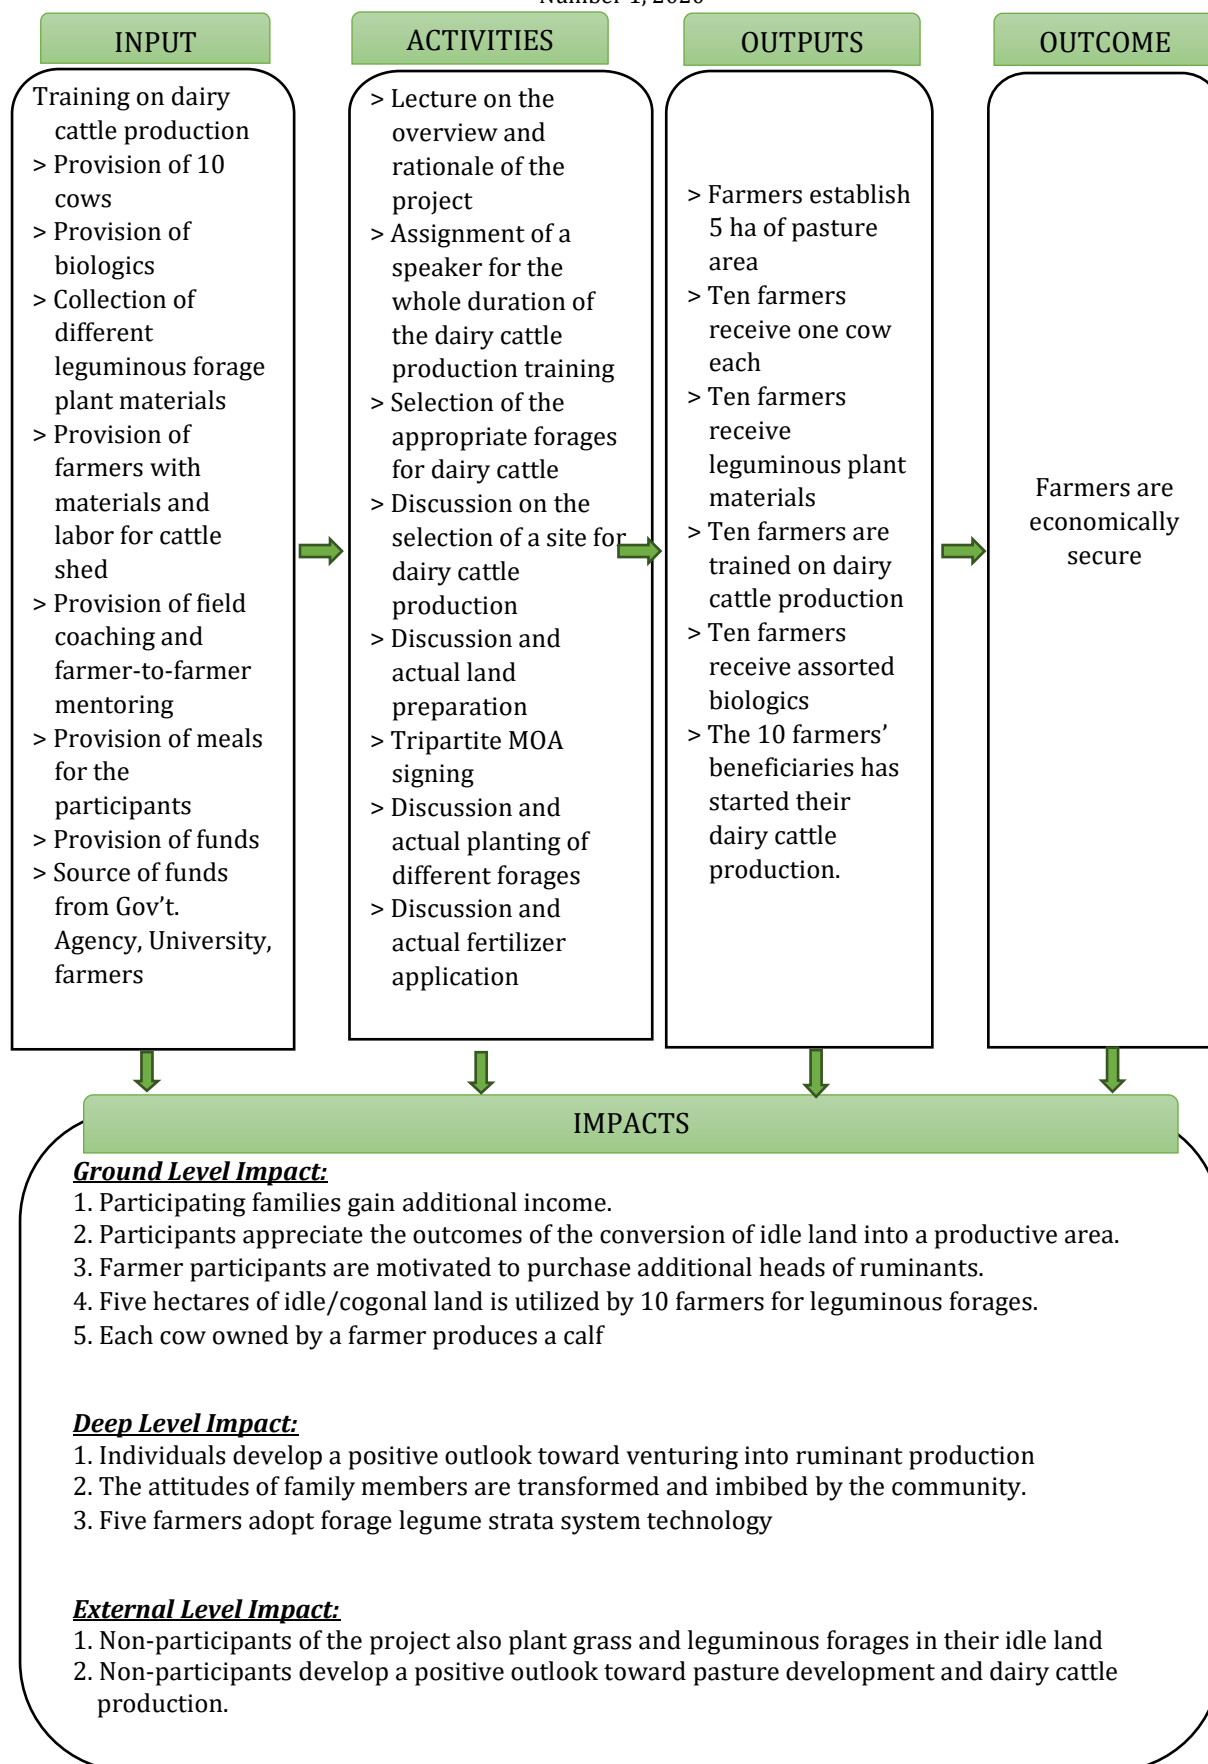 Number 1, 2020
INPUT
Training on dairy
cattle production
> Provision of 10
cows
> Provision of
biologics
> Collection of
different
leguminous forage
plant materials
> Provision of
farmers with
materials and
labor for cattle
shed
> Provision of field
coaching and
farmer-to-farmer
mentoring
> Provision of meals
for the
participants
> Provision of funds
> Source of funds
from Gov’t.
Agency, University,
farmers
ACTIVITIES
> Lecture on the
overview and
rationale of the
project
> Assignment of a
speaker for the
whole duration of
the dairy cattle
production training
> Selection of the
appropriate forages
for dairy cattle
> Discussion on the
selection of a site for
dairy cattle
production
> Discussion and
actual land
preparation
> Tripartite MOA
signing
> Discussion and
actual planting of
different forages
> Discussion and
actual fertilizer
application
OUTPUTS
> Farmers establish
5 ha of pasture
area
> Ten farmers
receive one cow
each
> Ten farmers
receive
leguminous plant
materials
> Ten farmers are
trained on dairy
cattle production
> Ten farmers
receive assorted
biologics
> The 10 farmers’
beneficiaries has
started their
dairy cattle
production.
OUTCOME
Farmers are
economically
secure
IMPACTS
Ground Level Impact:
1. Participating families gain additional income.
2. Participants appreciate the outcomes of the conversion of idle land into a productive area.
3. Farmer participants are motivated to purchase additional heads of ruminants.
4. Five hectares of idle/cogonal land is utilized by 10 farmers for leguminous forages.
5. Each cow owned by a farmer produces a calf
Deep Level Impact:
1. Individuals develop a positive outlook toward venturing into ruminant production
2. The attitudes of family members are transformed and imbibed by the community.
3. Five farmers adopt forage legume strata system technology
External Level Impact:
1. Non-participants of the project also plant grass and leguminous forages in their idle land
2. Non-participants develop a positive outlook toward pasture development and dairy cattle
production.